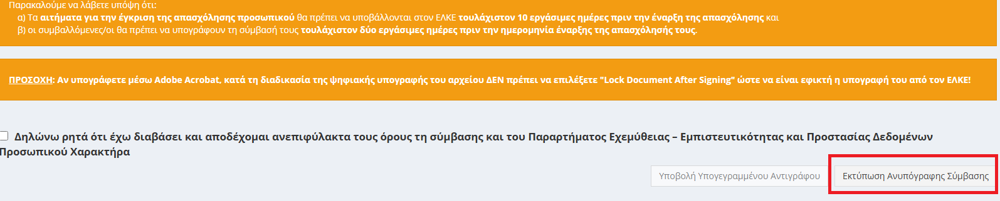 Παρακαλούμε να λάβετε υπόψη ότι:
α) Τα αιτήματα για την έγκριση της απασχόλησης προσωπικού θα πρέπει να υποβάλλονται στον ΕΛΚΕ τουλάχιστον 10 εργάσιμες ημέρες πριν την έναρξη της απασχόλησης και
β) οι συμβαλλόμενες/οι θα πρέπει να υπογράφουν τη σύμβασή τους τουλάχιστον δύο εργάσιμες ημέρες πριν την ημερομηνία έναρξης της απασχόλησής τους.
ΠΡΟΣΟΧΗ: Αν υπογράφετε μέσω Adobe Acrobat, κατά τη διαδικασία της ψηφιακής υπογραφής του αρχείου ΔΕΝ πρέπει να επιλέξετε "Lock Document After Signing" ώστε να είναι εφικτή η υπογραφή του από τον ΕΛΚΕ!
Δηλώνω ρητά ότι έχω διαβάσει και αποδέχομαι ανεπιφύλακτα τους όρους τη σύμβασης και του Παραρτήματος Εχεμύθειας – Εμπιστευτικότητας και Προστασίας Δεδομένων
Προσωπικού Χαρακτήρα
Υποβολή Υπογεγραμμένου Αντιγράφου
Εκτύπωση Ανυπόγραφης Σύμβασης